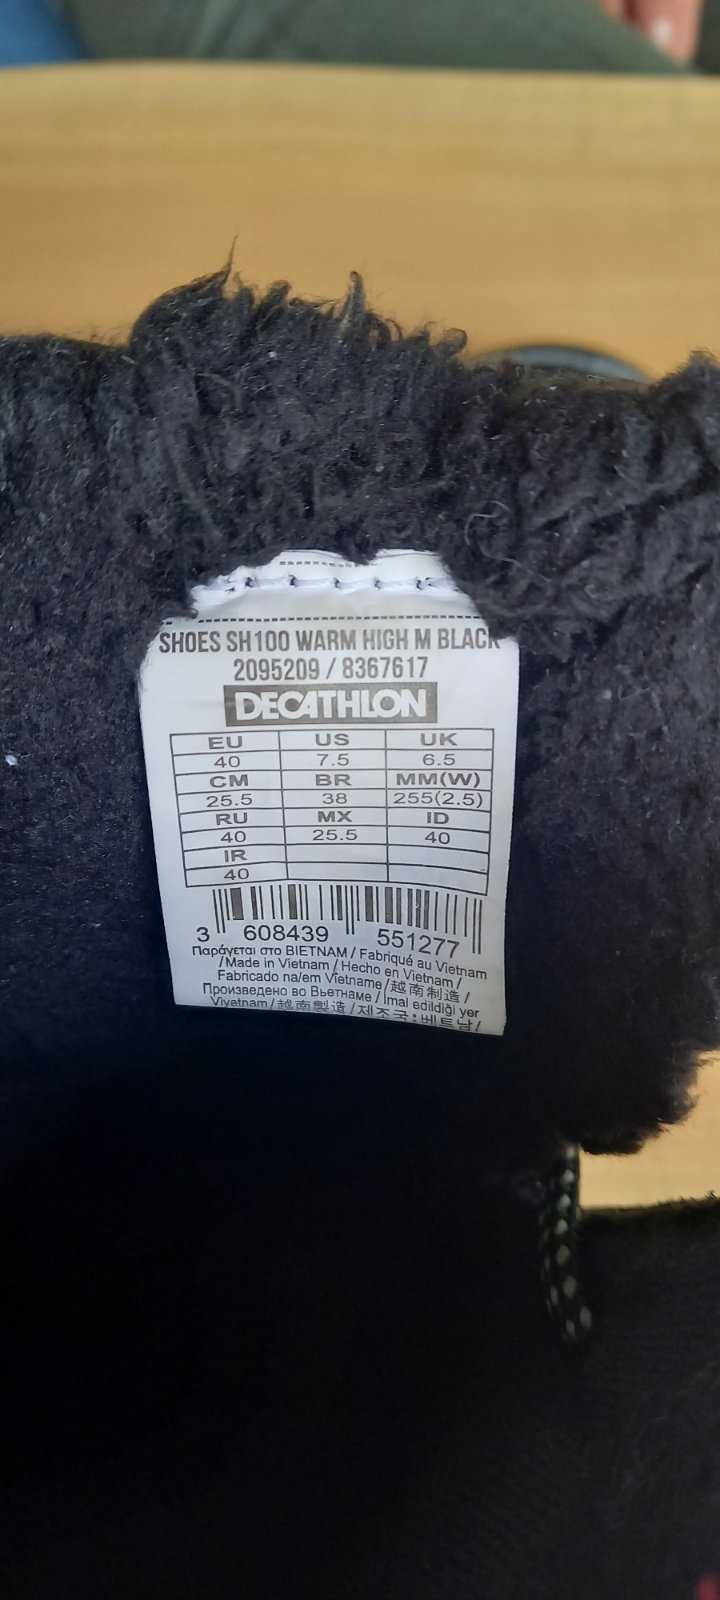 SHOES SH100 WARM HIGH M BLACK
2095209 / 8367617
DECATHLON
EU US UK
40 7.5 6.5
CM BR MM(W)
25.5 38 255(2.5)
RU MX ID
40 25.5 40
IR
40
3 608439 551277
Παράγεται στο ΒΙΕΤΝΑΜ / Fabriqué au Vietnam
/ Made in Vietnam / Hecho en Vietnam /
Fabricado na/em Vietname / 越南制造 /
Произведено во Вьетнаме / İmal edildiği yer
Vivetnam / 越南製造 / 제조국 : 베트남 /